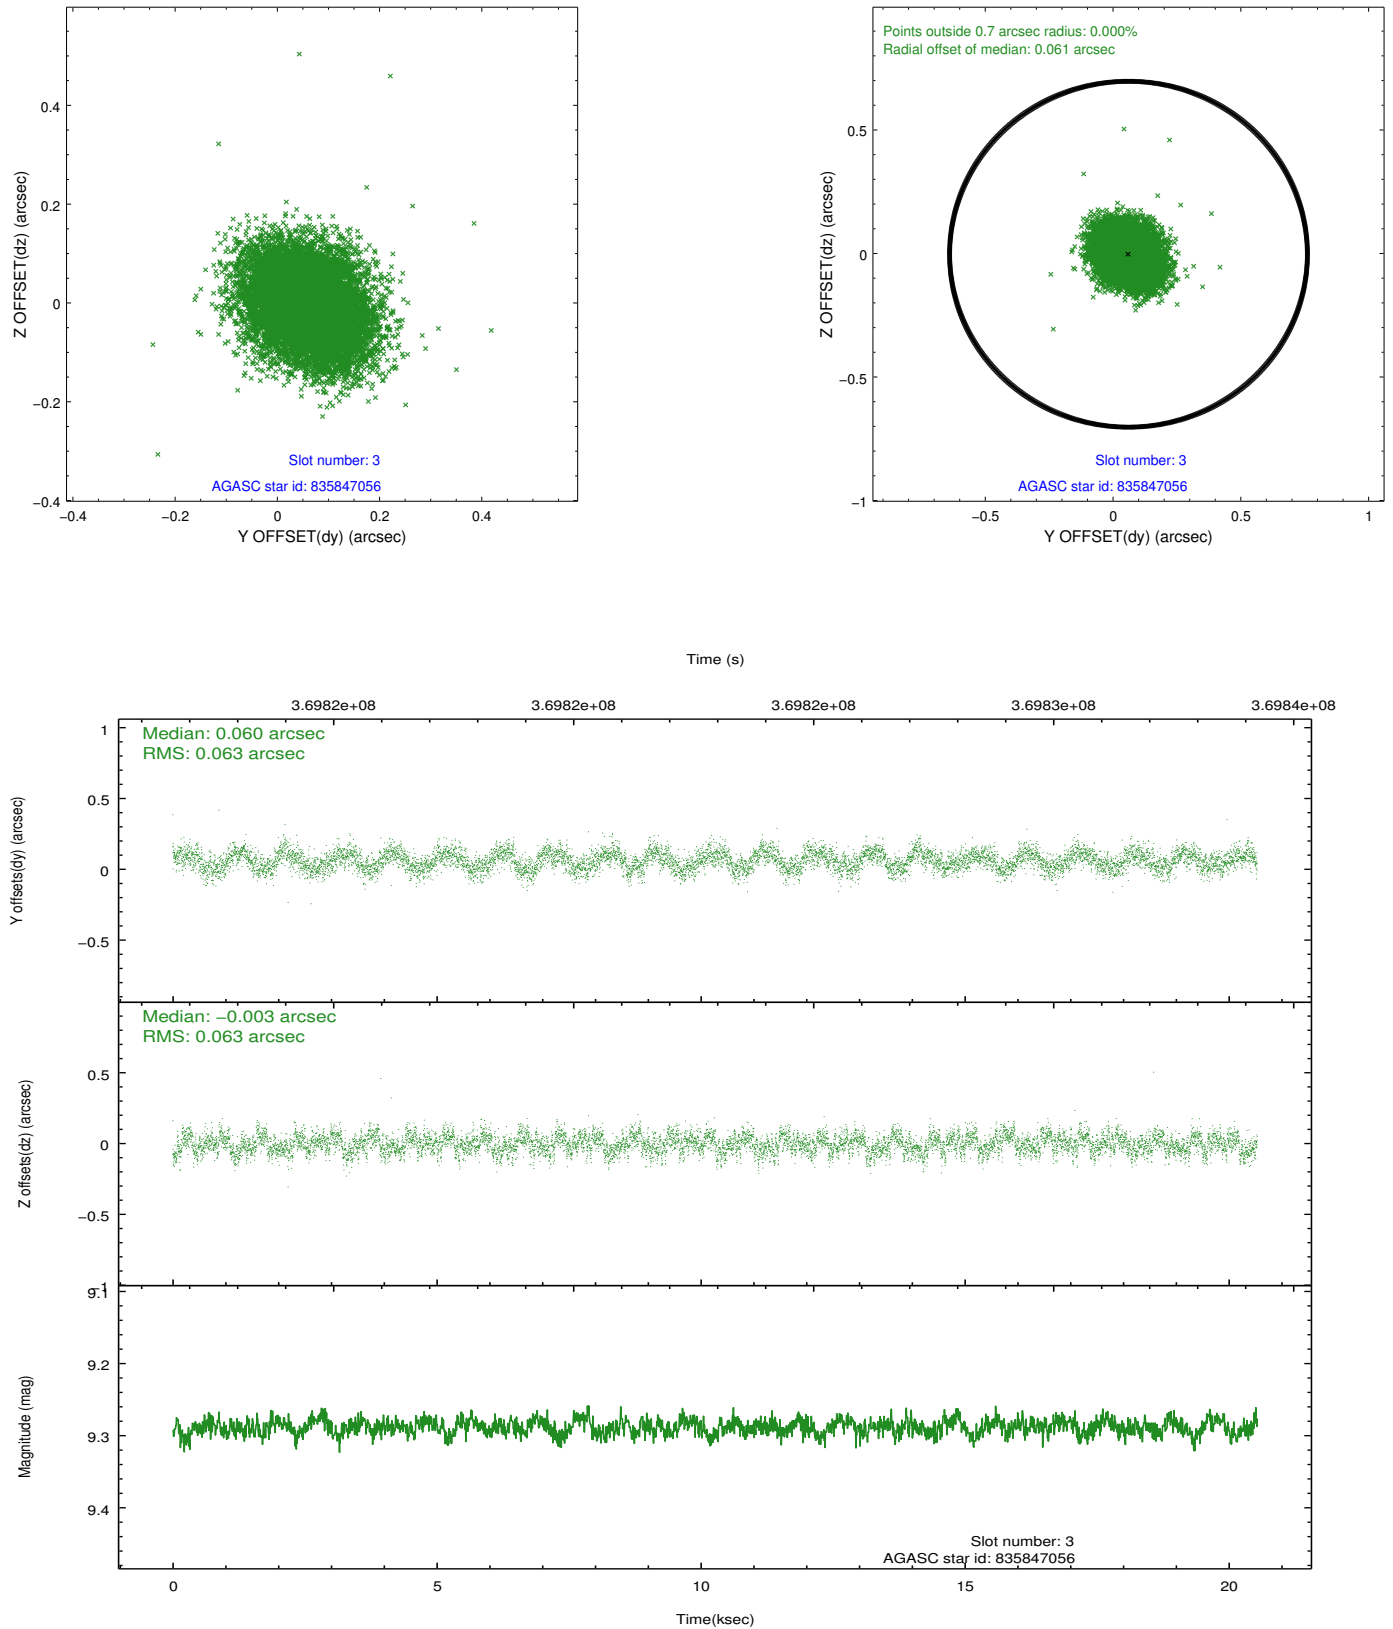 0.4
0.2
0
−0.2
−0.4
Z OFFSET(dz) (arcsec)
Slot number: 3
AGASC star id: 835847056
−0.4 −0.2 0 0.2 0.4
Y OFFSET(dy) (arcsec)
Points outside 0.7 arcsec radius: 0.000%
Radial offset of median: 0.061 arcsec
0.5
0
−0.5
−1
Z OFFSET(dz) (arcsec)
Slot number: 3
AGASC star id: 835847056
−0.5 0 0.5 1
Y OFFSET(dy) (arcsec)
Time (s)
3.6982e+08 3.6982e+08 3.6982e+08 3.6983e+08 3.6984e+08
Median: 0.060 arcsec
RMS: 0.063 arcsec
1
0.5
0
−0.5
Y offsets(dy) (arcsec)
Median: −0.003 arcsec
RMS: 0.063 arcsec
0.5
0
−0.5
−1
Z offsets(dz) (arcsec)
9.1
9.2
9.3
9.4
Magnitude (mag)
Slot number: 3
AGASC star id: 835847056
0 5 10 15 20
Time(ksec)